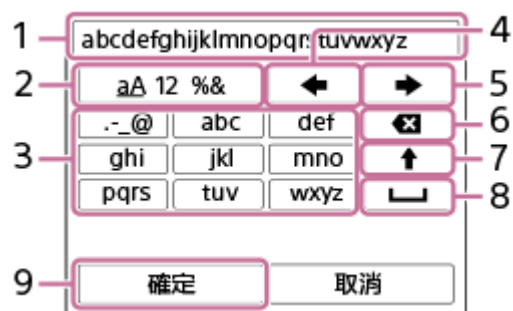 1 abcdefghijklmnopqrstuvwxyz 4
2 aA 12 %& 5
.-_@ abc def 6
3 ghi jkl mno 7
pqrs tuv wxyz 8
9 確定 取消